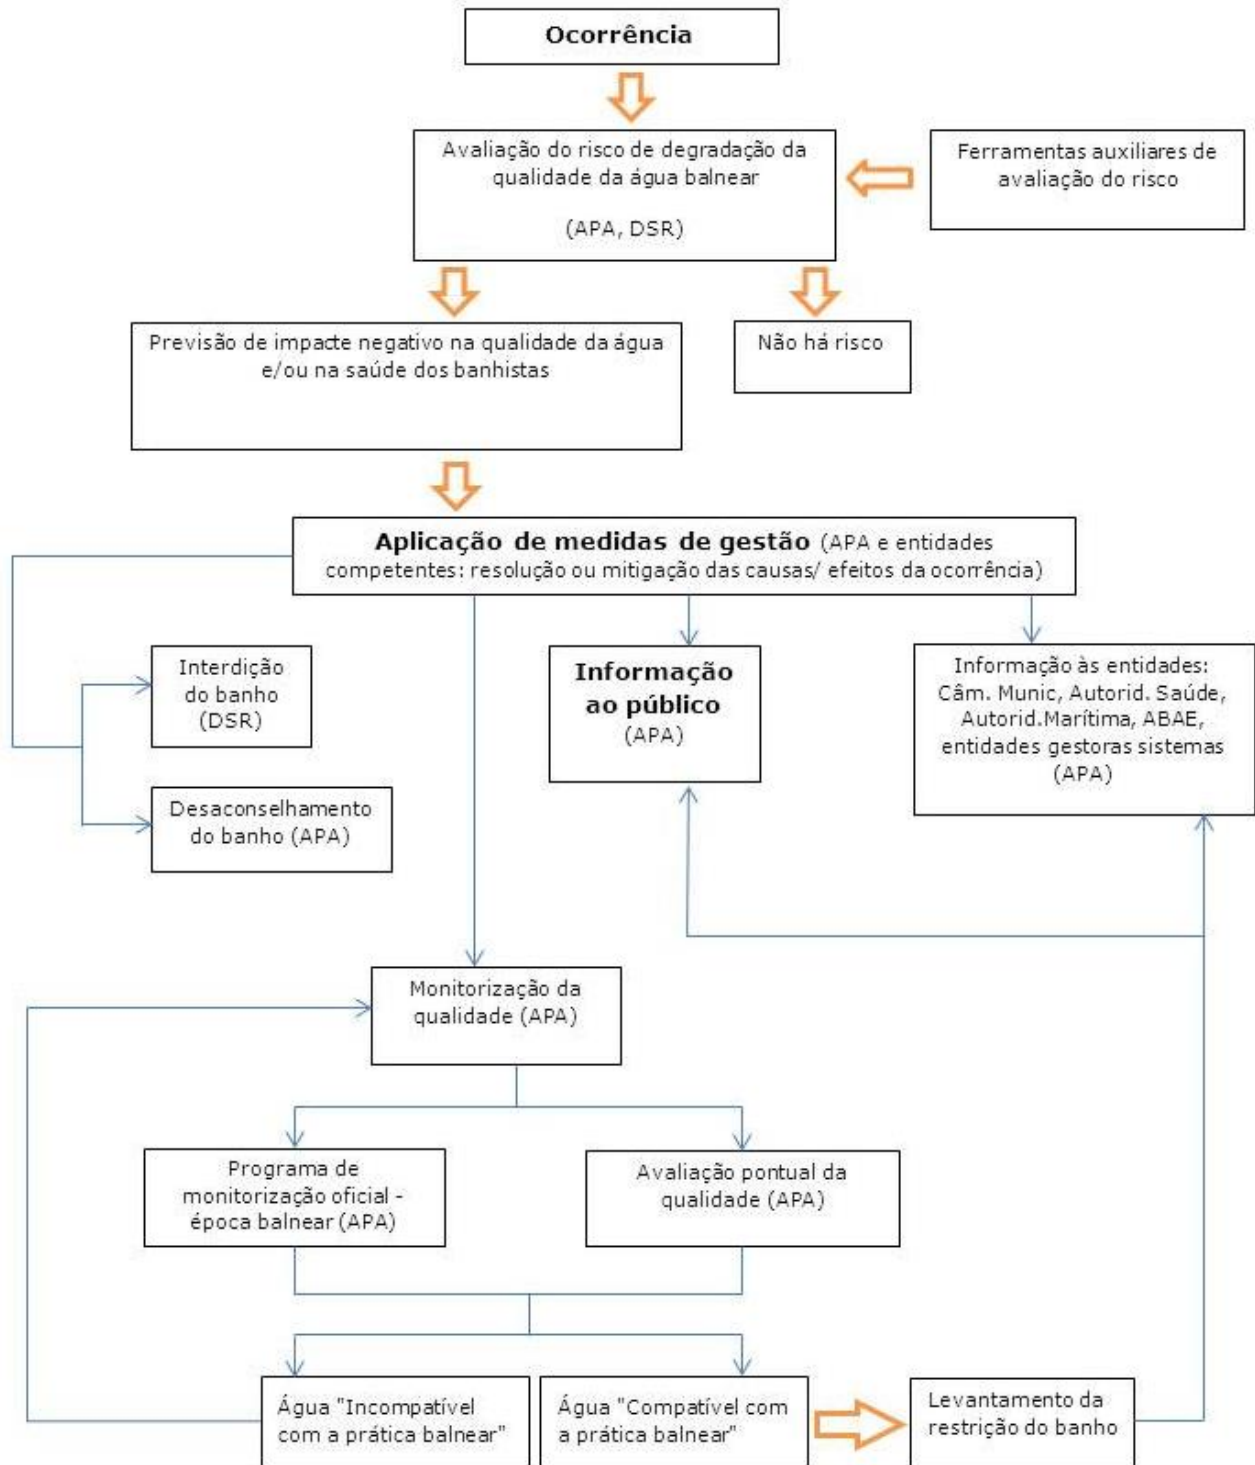 Ocorrência
Avaliação do risco de degradação da
qualidade da água balnear
(APA, DSR)
Ferramentas auxiliares de
avaliação do risco
Previsão de impacte negativo na qualidade da água
e/ou na saúde dos banhistas
Não há risco
Aplicação de medidas de gestão (APA e entidades
competentes: resolução ou mitigação das causas/ efeitos da ocorrência)
Interdição
do banho
(DSR)
Desaconselhamento
do banho (APA)
Informação
ao público
(APA)
Informação às entidades:
Câm. Munic, Autorid. Saúde,
Autorid.Marítima, ABAE,
entidades gestoras sistemas
(APA)
Monitorização da
qualidade (APA)
Programa de
monitorização oficial -
época balnear (APA)
Avaliação pontual da
qualidade (APA)
Água "Incompatível
com a prática balnear"
Água "Compatível com
a prática balnear"
Levantamento da
restrição do banho